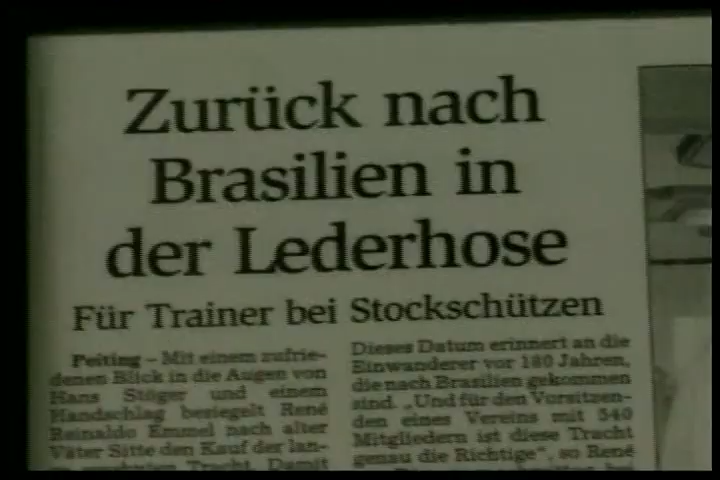 Zurück nach
Brasilien in
der Lederhose
Für Trainer bei Stockschützen
Peiting – Mit einem zufrie-
denen Blick in die Augen von
Hans Stöger und einem
Handschlag besiegelt René
Reinaldo Emmel nach alter
Väter Sitte den Kauf der lan-
Tracht. Damit
Dieses Datum erinnert an die
Einwanderer vor 180 Jahren,
die nach Brasilien gekommen
sind. „Und für den Vorsitzen-
den eines Vereins mit 340
Mitgliedern ist diese Tracht
genau die Richtige“, so René